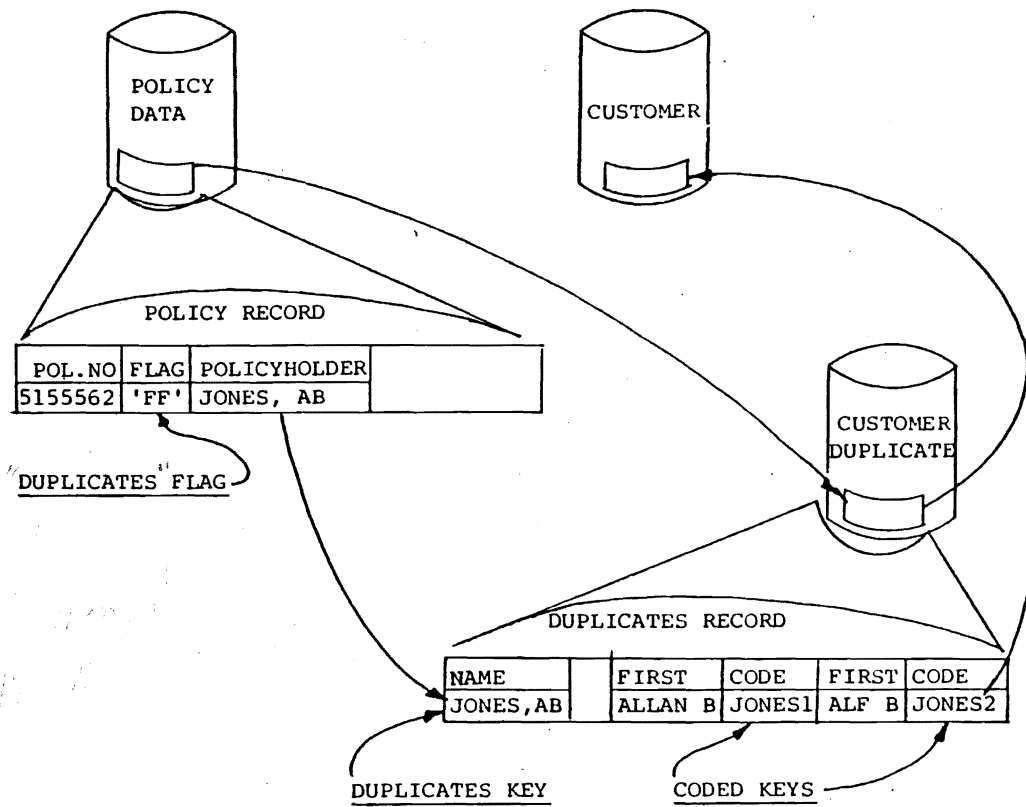 POLICY
DATA
CUSTOMER
POLICY RECORD
POL.NO FLAG POLICYHOLDER
5155562 'FF' JONES, AB
CUSTOMER
DUPLICATE
DUPLICATES FLAG
DUPLICATES RECORD
NAME FIRST CODE FIRST CODE
JONES,AB ALLAN B JONES1 ALF B JONES2
DUPLICATES KEY
CODED KEYS